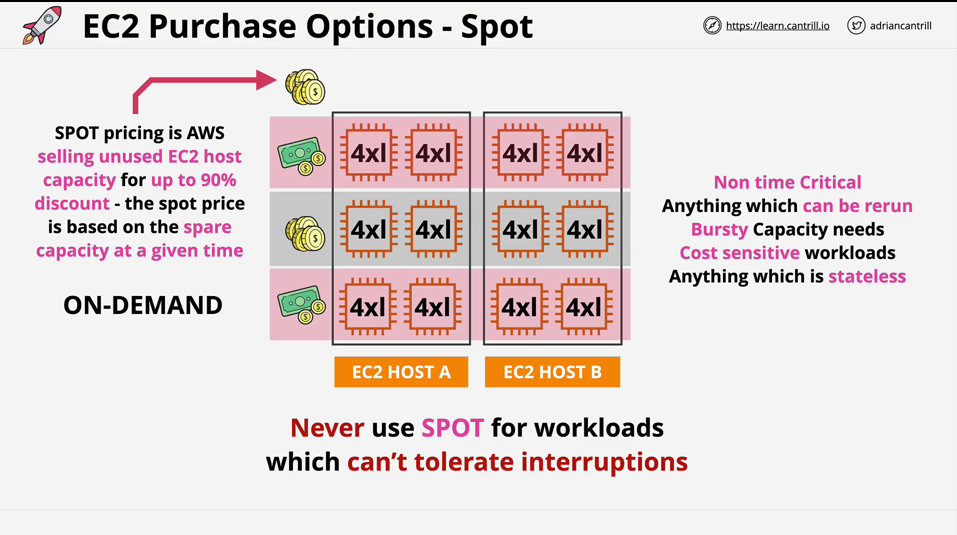 EC2 Purchase Options - Spot
https://learn.cantrill.io
adriancantrill
SPOT pricing is AWS
selling unused EC2 host
capacity for up to 90%
discount - the spot price
is based on the spare
capacity at a given time
ON-DEMAND
4xl 4xl 4xl 4xl
4xl 4xl 4xl 4xl
4xl 4xl 4xl 4xl
EC2 HOST A
EC2 HOST B
Non time Critical
Anything which can be rerun
Bursty Capacity needs
Cost sensitive workloads
Anything which is stateless
Never use SPOT for workloads
which can't tolerate interruptions